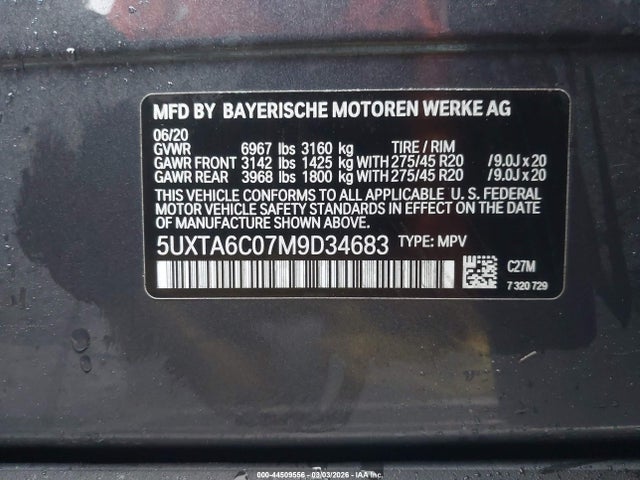 MFD BY BAYERISCHE MOTOREN WERKE AG
06/20
GVWR 6967 lbs 3160 kg TIRE / RIM
GAWR FRONT 3142 lbs 1425 kg WITH 275/45 R20 /9.0J x 20
GAWR REAR 3968 lbs 1800 kg WITH 275/45 R20 /9.0J x 20
THIS VEHICLE CONFORMS TO ALL APPLICABLE U. S. FEDERAL
MOTOR VEHICLE SAFETY STANDARDS IN EFFECT ON THE DATE
OF MANUFACTURE SHOWN ABOVE.
5UXTA6C07M9D34683 TYPE: MPV
C27M
7 320 729
000-44509556 - 03/03/2026 - IAAI.COM